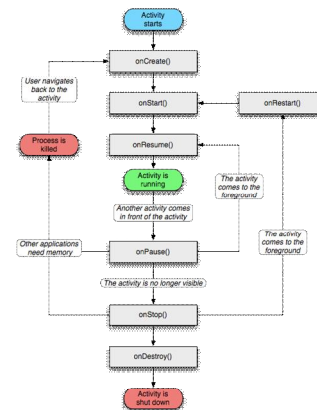 Activity
starts
onCreate()
User navigates
back to the
activity
onStart()
onRestart()
Process is
killed
onResume()
Activity is
running
The activity
comes to the
foreground
Another activity comes
in front of the activity
The activity
comes to the
foreground
Other applications
need memory
onPause()
The activity is no longer visible
onStop()
onDestroy()
Activity is
shut down